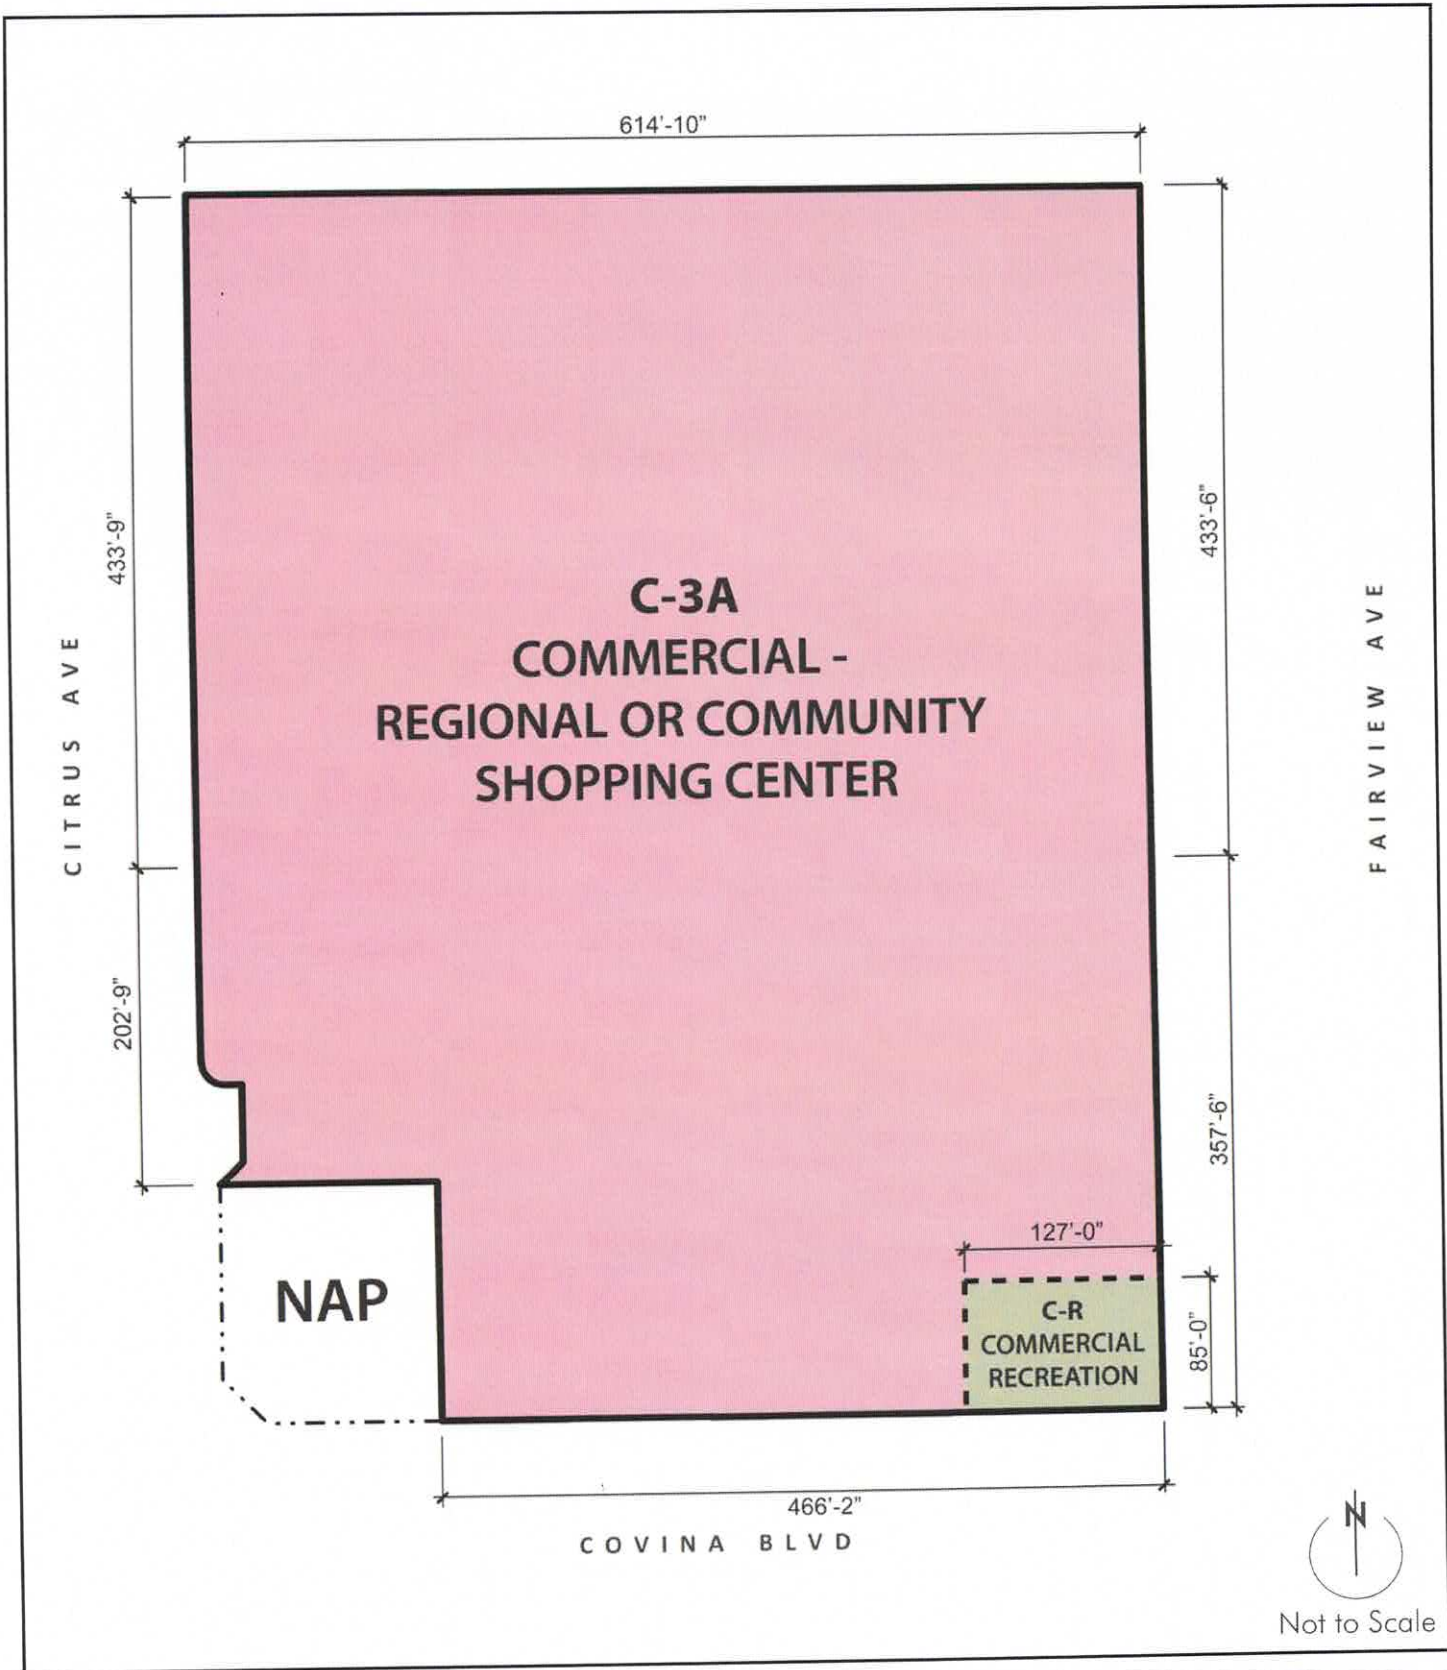 614'-10"
433'-9"
433'-6"
C-3A
COMMERCIAL -
REGIONAL OR COMMUNITY
SHOPPING CENTER
CITRUS AVE
FAIRVIEW AVE
202'-9"
357'-6"
127'-0"
NAP
C-R
COMMERCIAL
RECREATION
85'-0"
466'-2"
COVINA BLVD
N
Not to Scale